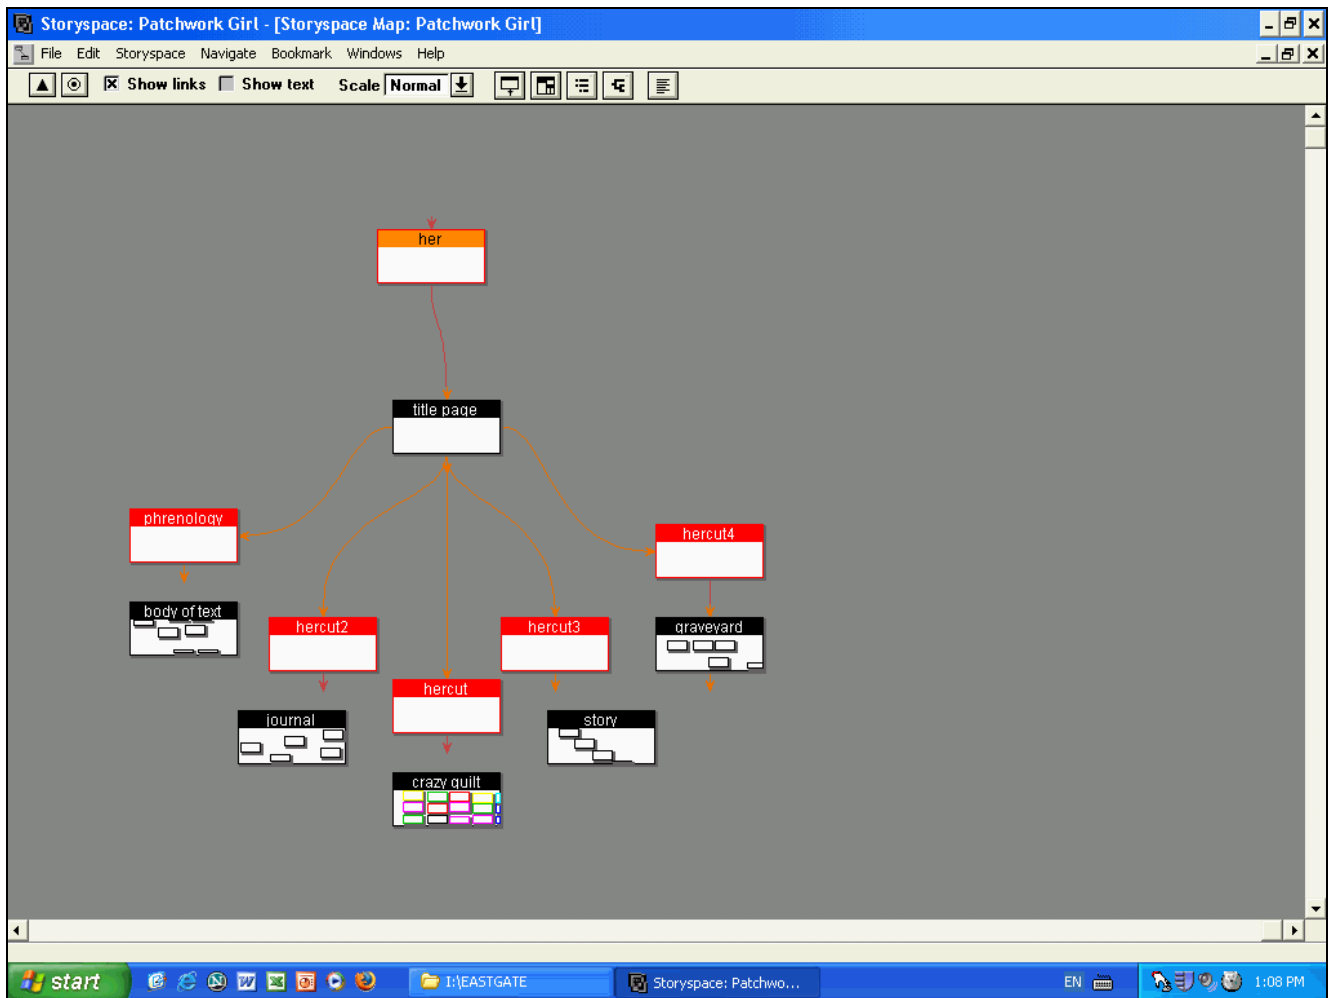 Storyspace: Patchwork Girl - [Storyspace Map: Patchwork Girl]
File Edit Storyspace Navigate Bookmark Windows Help
Show links Show text Scale Normal
her
title page
phrenology
hercut4
body of text
hercut2
hercut3
graveyard
hercut
journal
story
crazy quilt
start I:\EASTGATE Storyspace: Patchwo... EN 1:08 PM